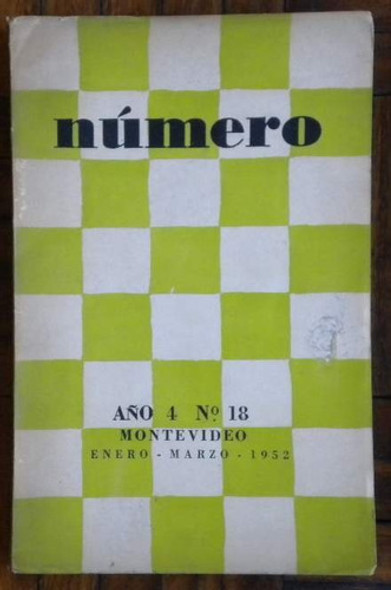 número
AÑO 4 Nº 18
MONTEVIDEO
ENERO - MARZO - 1952